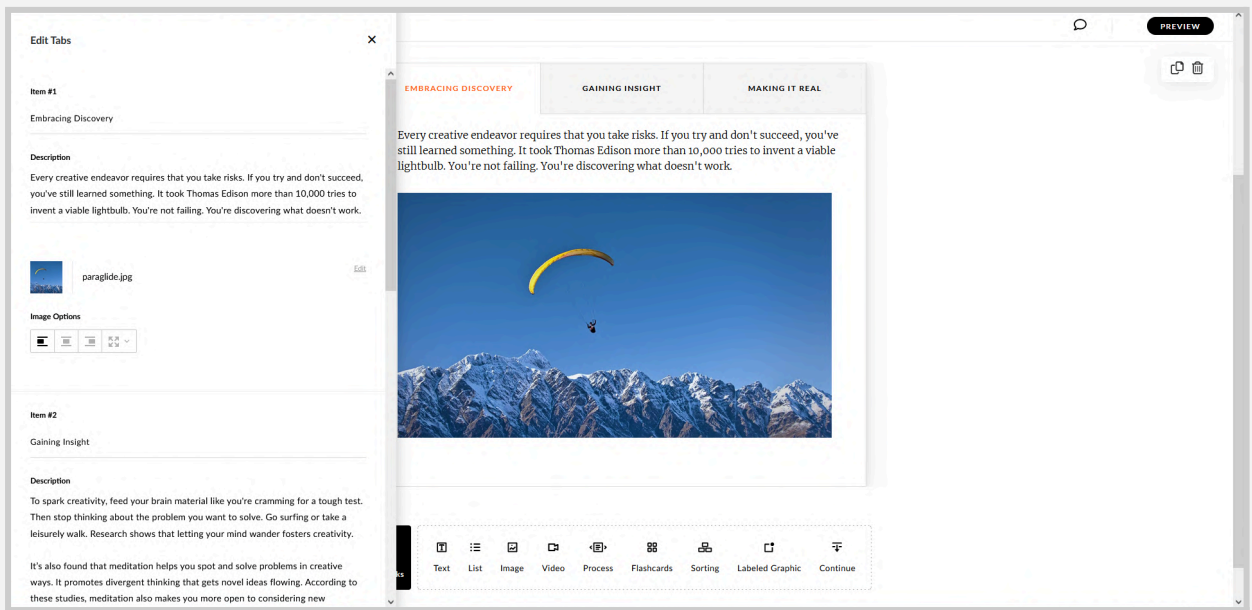 Edit Tabs
Item #1
Embracing Discovery
Description
Every creative endeavor requires that you take risks. If you try and don't succeed,
you've still learned something. It took Thomas Edison more than 10,000 tries to
invent a viable lightbulb. You're not failing. You're discovering what doesn't work.
paraglide.jpg
Edit
Image Options
Item #2
Gaining Insight
Description
To spark creativity, feed your brain material like you're cramming for a tough test.
Then stop thinking about the problem you want to solve. Go surfing or take a
leisurely walk. Research shows that letting your mind wander fosters creativity.
It's also found that meditation helps you spot and solve problems in creative
ways. It promotes divergent thinking that gets novel ideas flowing. According to
these studies, meditation also makes you more open to considering new
PREVIEW
EMBRACING DISCOVERY
GAINING INSIGHT
MAKING IT REAL
Every creative endeavor requires that you take risks. If you try and don't succeed, you've
still learned something. It took Thomas Edison more than 10,000 tries to invent a viable
lightbulb. You're not failing. You're discovering what doesn't work.
ks
Text
List
Image
Video
Process
Flashcards
Sorting
Labeled Graphic
Continue